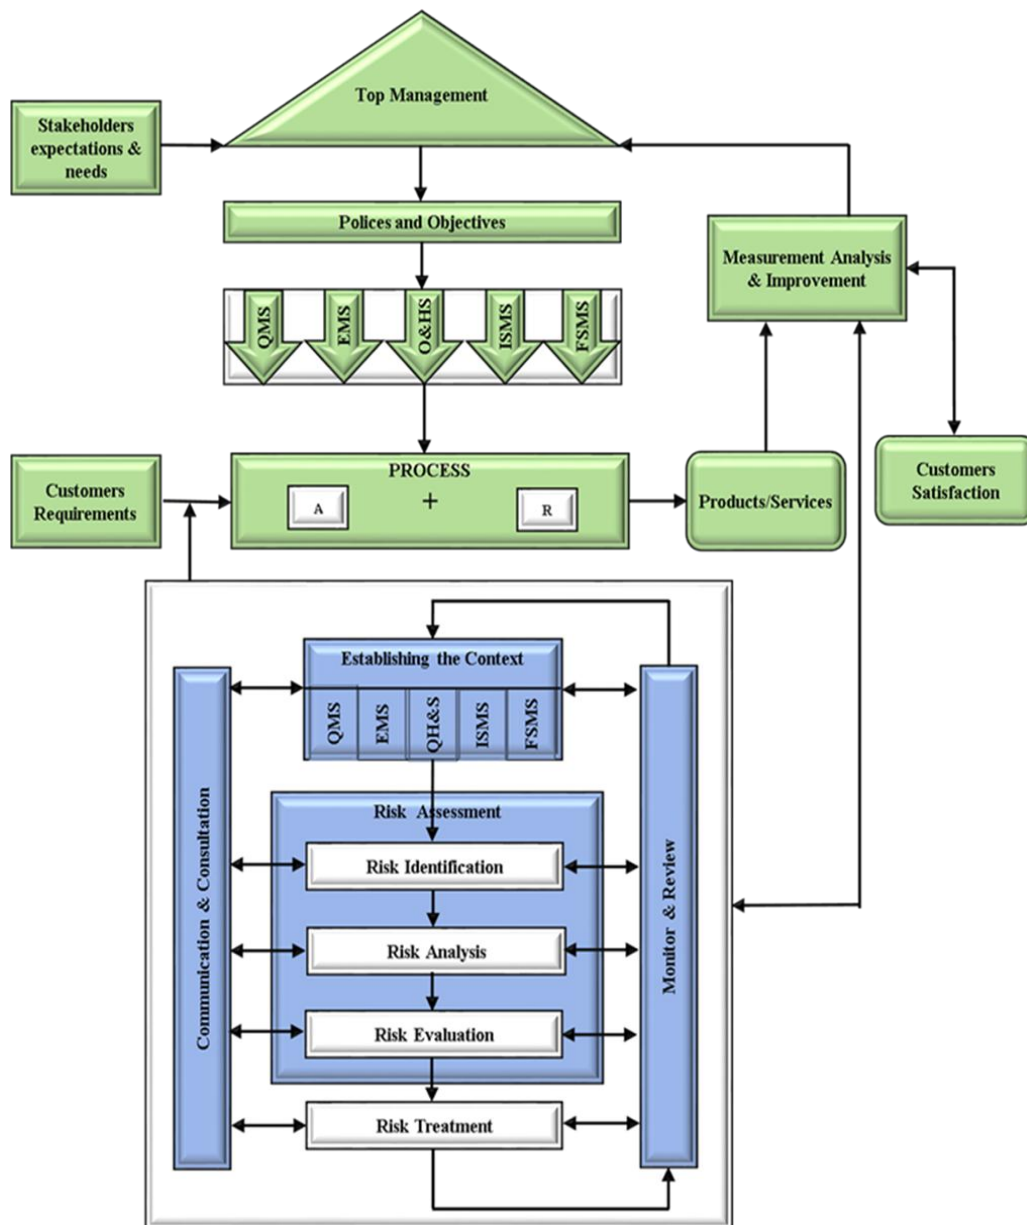 Top Management
Stakeholders
expectations &
needs
Polices and Objectives
Measurement Analysis
& Improvement
QMS
EMS
O&HS
ISMS
FSMS
Customers
Requirements
PROCESS
A
+
R
Products/Services
Customers
Satisfaction
Establishing the Context
QMS
EMS
QH&S
ISMS
FSMS
Communication & Consultation
Risk Assessment
Risk Identification
Risk Analysis
Risk Evaluation
Risk Treatment
Monitor & Review